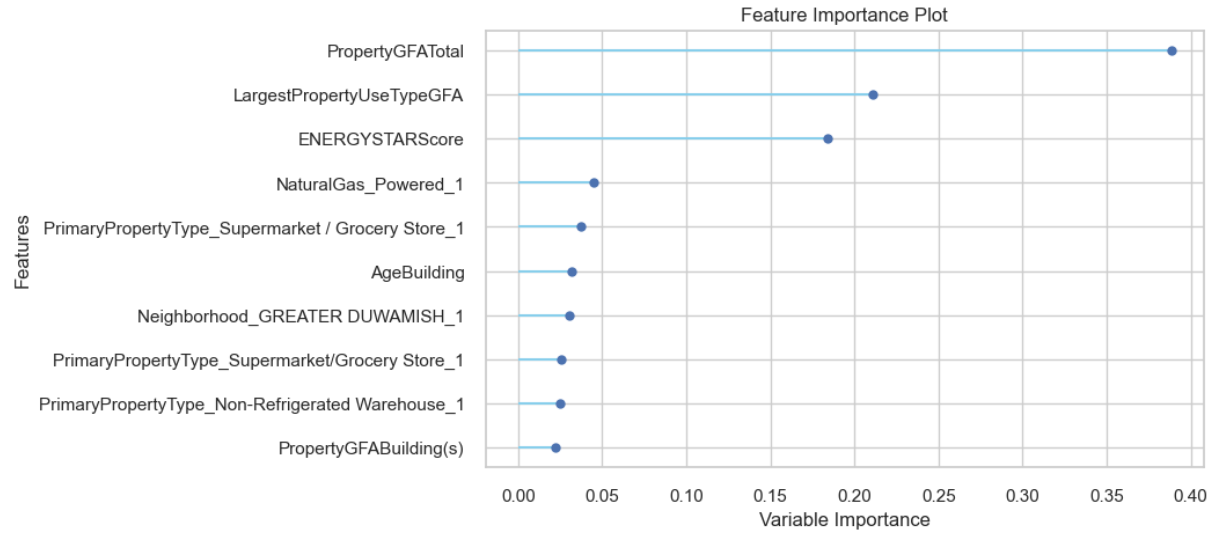 Feature Importance Plot
PropertyGFATotal
LargestPropertyUseTypeGFA
ENERGYSTARScore
NaturalGas_Powered_1
PrimaryPropertyType_Supermarket / Grocery Store_1
AgeBuilding
Neighborhood_GREATER DUWAMISH_1
PrimaryPropertyType_Supermarket/Grocery Store_1
PrimaryPropertyType_Non-Refrigerated Warehouse_1
PropertyGFABuilding(s)
Features
0.00 0.05 0.10 0.15 0.20 0.25 0.30 0.35 0.40
Variable Importance